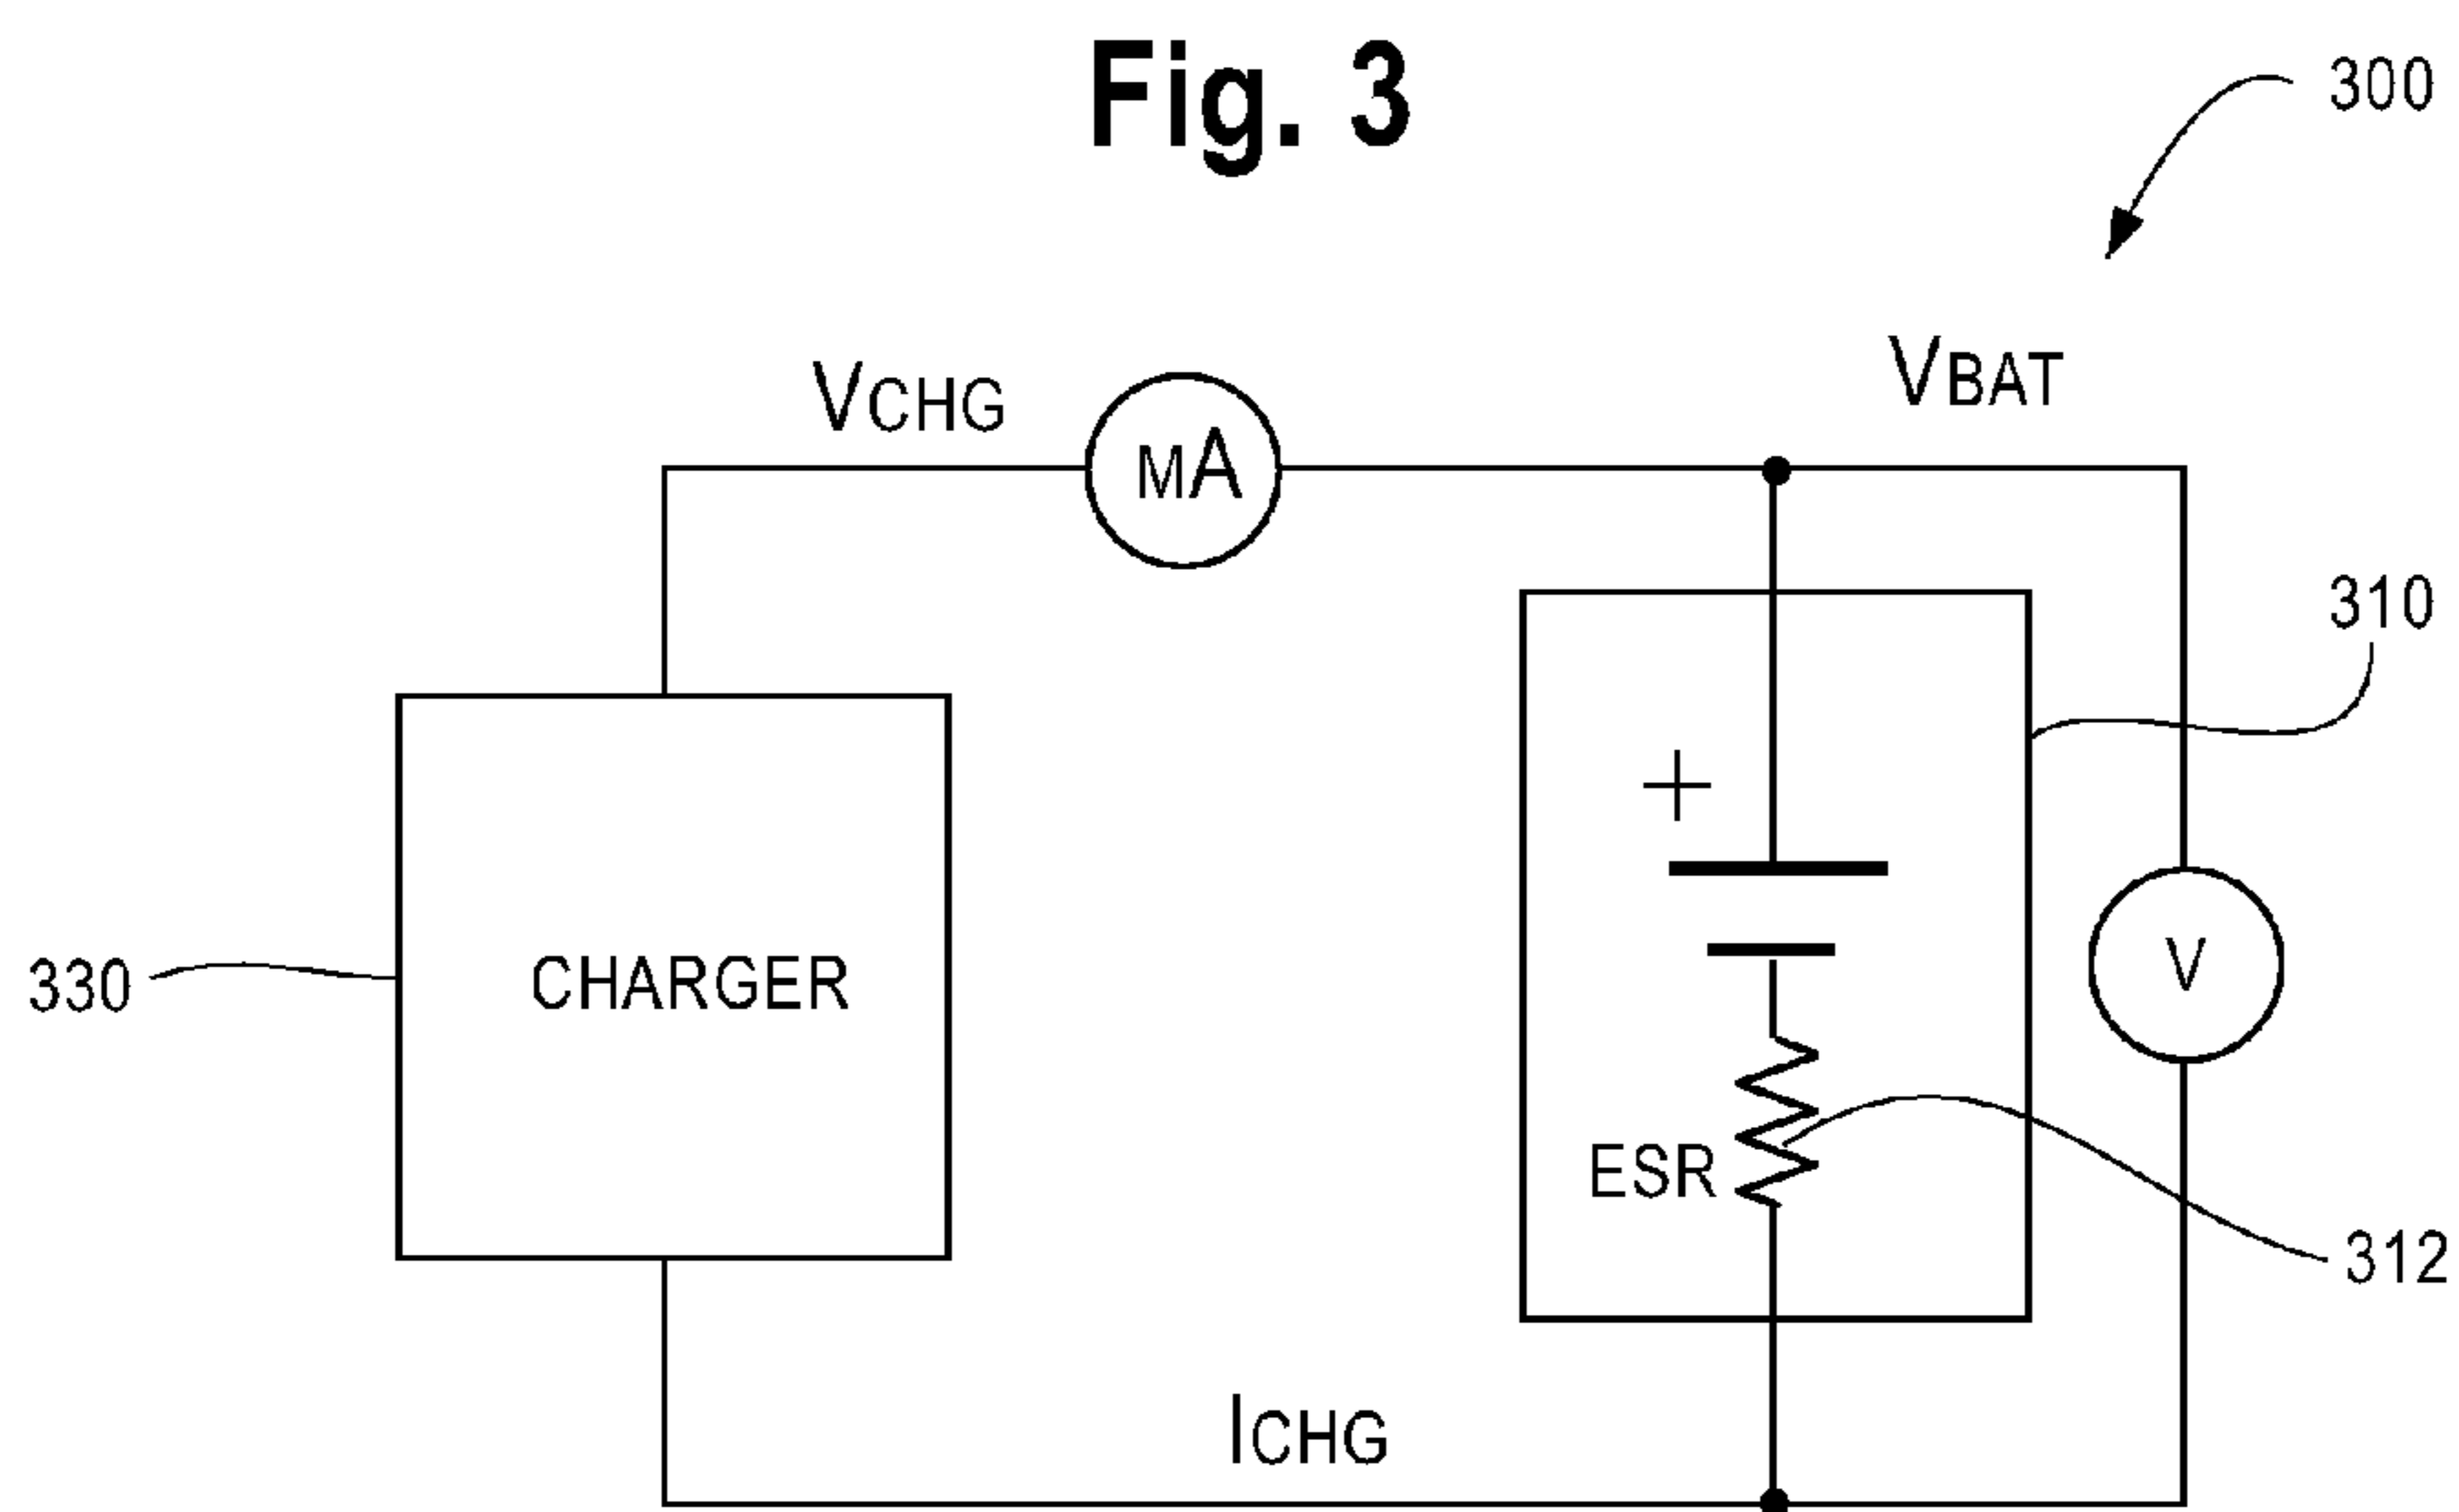 Fig. 3
300
VCHG
MA
VBAT
310
+
330
CHARGER
V
ESR
312
ICHG